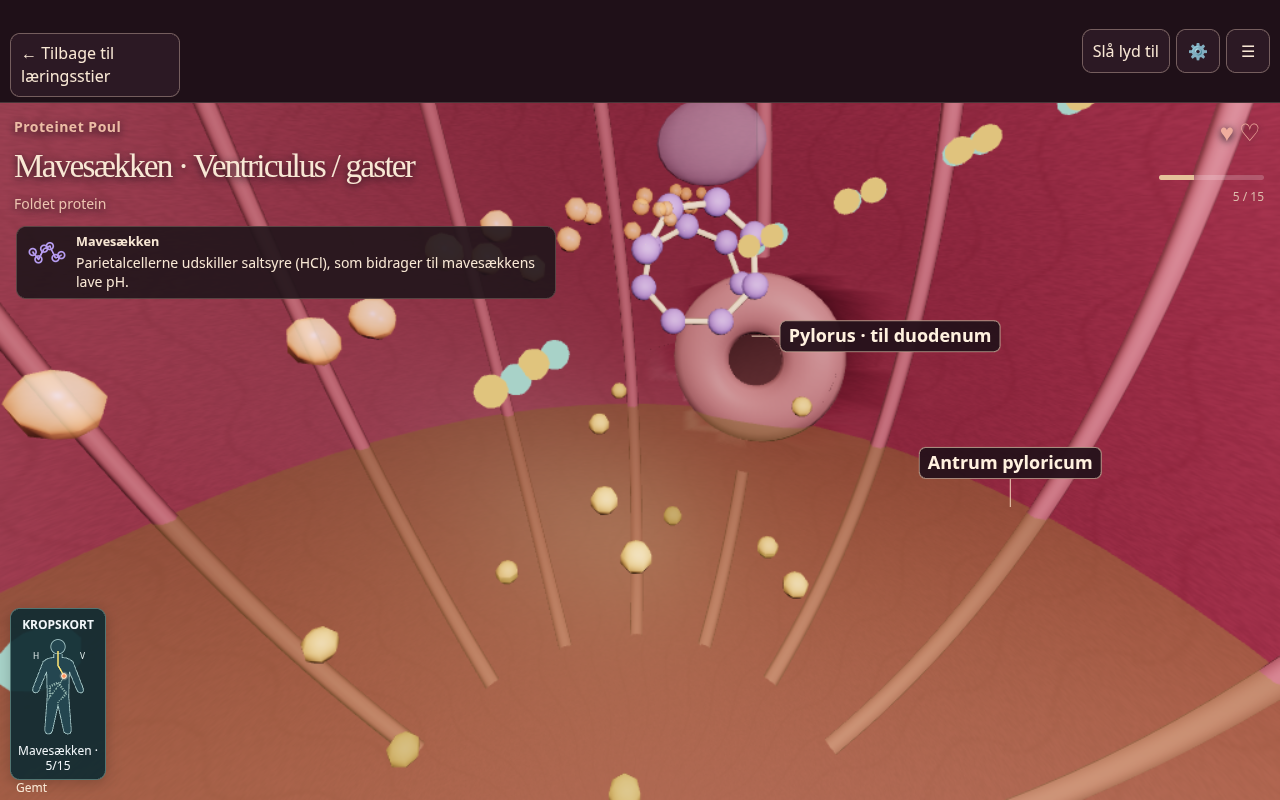 ← Tilbage til
læringsstier
Slå lyd til
Proteinet Poul
Mavesækken · Ventriculus / gaster
Foldet protein
5 / 15
Mavesækken
Parietalcellerne udskiller saltsyre (HCl), som bidrager til mavesækkens
lave pH.
Pylorus · til duodenum
Antrum pyloricum
KROPSKORT
H V
Mavesækken ·
5/15
Gemt